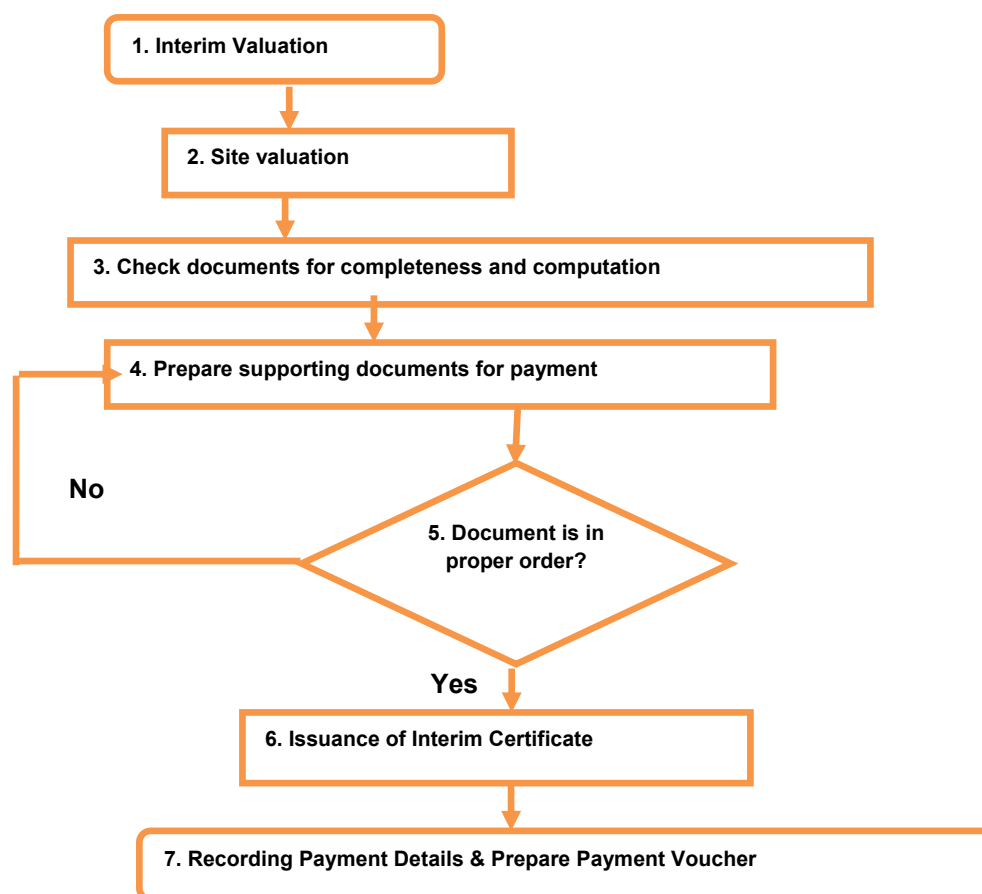 1. Interim Valuation
2. Site valuation
3. Check documents for completeness and computation
4. Prepare supporting documents for payment
No
5. Document is in
proper order?
Yes
6. Issuance of Interim Certificate
7. Recording Payment Details & Prepare Payment Voucher